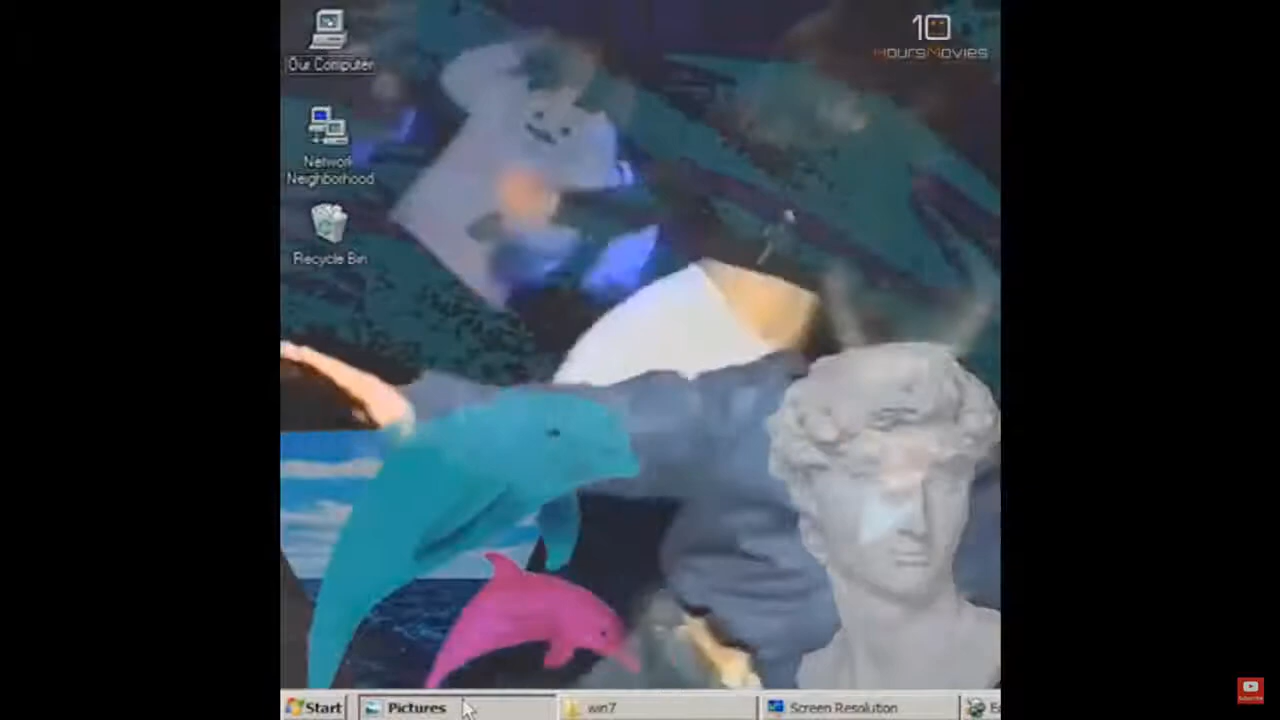 10
HoursMovies
Our Computer
Network
Neighborhood
Recycle Bin
Start
Pictures
win7
Screen Resolution